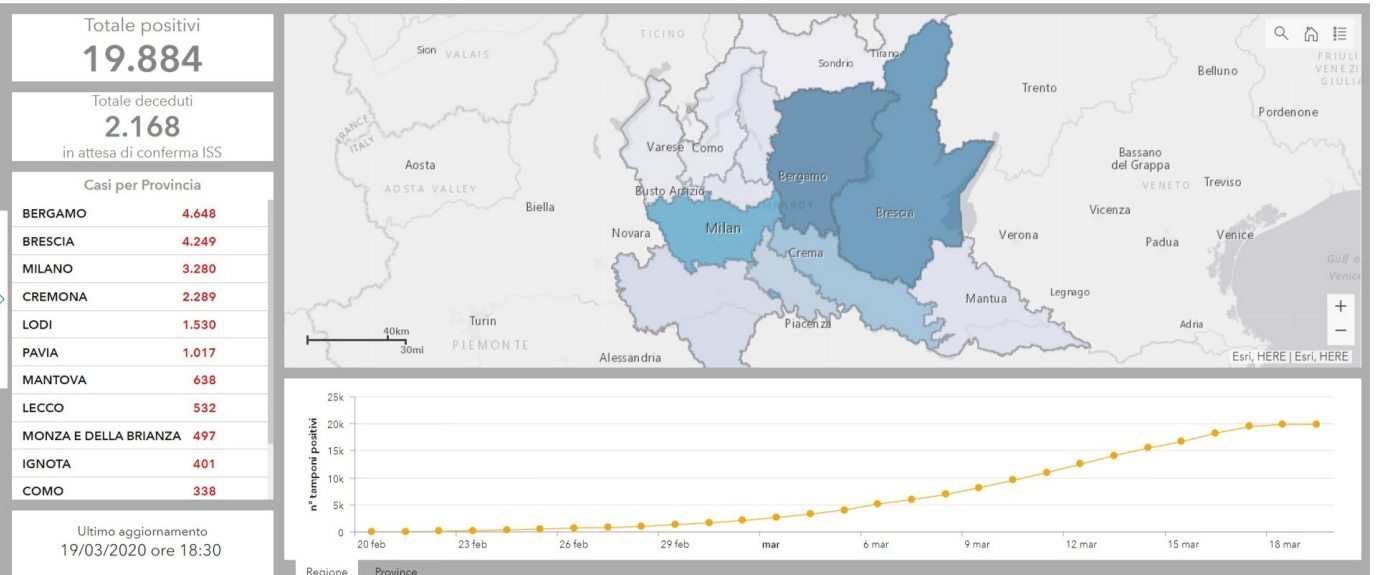 Totale positivi
19.884
Totale deceduti
2.168
in attesa di conferma ISS
Casi per Provincia
BERGAMO 4.648
BRESCIA 4.249
MILANO 3.280
CREMONA 2.289
LODI 1.530
PAVIA 1.017
MANTOVA 638
LECCO 532
MONZA E DELLA BRIANZA 497
IGNOTA 401
COMO 338
Ultimo aggiornamento
19/03/2020 ore 18:30
TICINO
Sion VALAIS
Sondrio
Tirano
Belluno
FRIULI
VENEZI
GIULIA
Trento
Pordenone
FRANCE
ITALY
Varese Como
Bassano
del Grappa
Aosta
Bergamo
AOSTA VALLEY
VENETO Treviso
Busto Arsizio
Biella
Brescia
Vicenza
Novara
Milan
Verona
Padua
Venice
Crema
Gulf o
Venice
Mantua
Legnago
Turin
Piacenza
Adria
PIEMONTE
40km
30mi
Alessandria
+
−
Esri, HERE | Esri, HERE
n° tamponi positivi
25k
20k
15k
10k
5k
0
20 feb 23 feb 26 feb 29 feb mar 6 mar 9 mar 12 mar 15 mar 18 mar
Regione Province